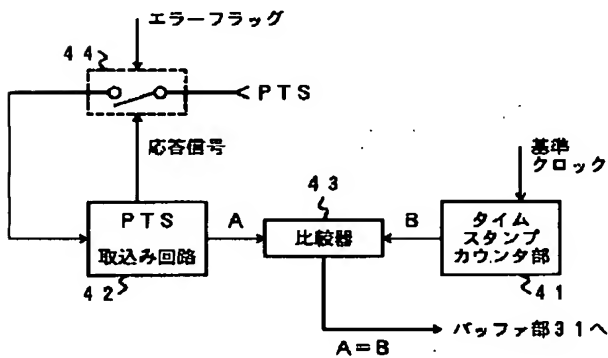 エラーフラッグ
44
PTS
応答信号
基準
クロック
43
PTS
取込み回路
A
比較器
B
タイム
スタンプ
カウンタ部
42
41
A=B
バッファ部31へ